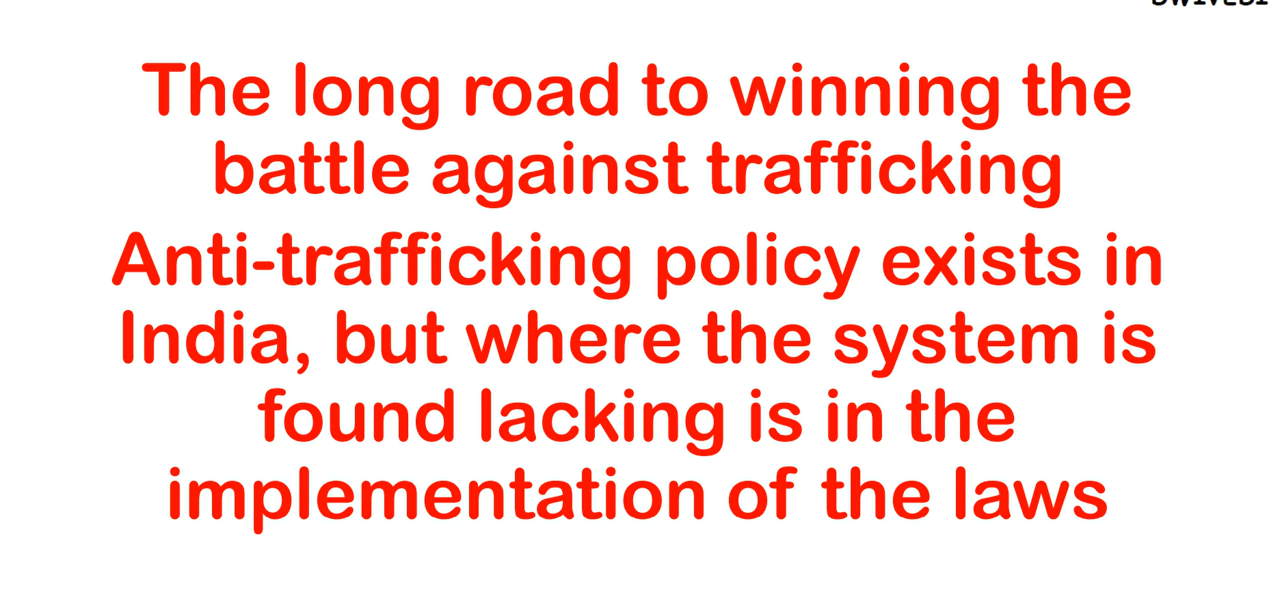 The long road to winning the
battle against trafficking
Anti-trafficking policy exists in
India, but where the system is
found lacking is in the
implementation of the laws